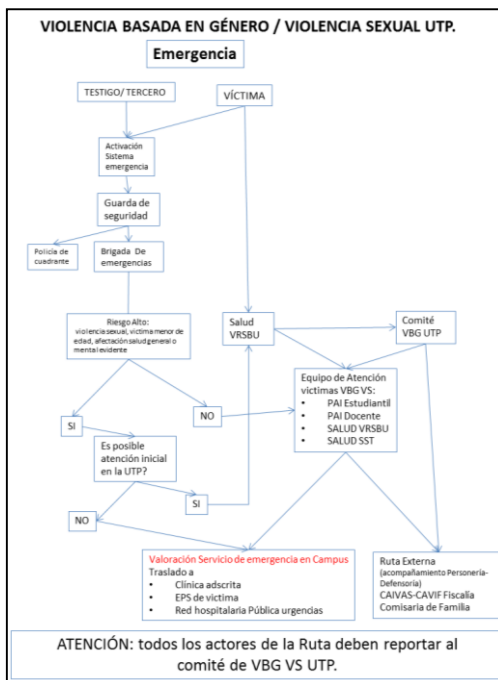 VIOLENCIA BASADA EN GÉNERO / VIOLENCIA SEXUAL UTP.
Emergencia
TESTIGO/ TERCERO
VÍCTIMA
Activación
Sistema
emergencia
Guarda de
seguridad
Policía de
cuadrante
Brigada De
emergencias
Riesgo Alto:
violencia sexual, víctima menor de
edad, afectación salud general o
mental evidente
Salud
VRSBU
Comité
VBG UTP
Equipo de Atención
victimas VBG VS:
• PAI Estudiantil
• PAI Docente
• SALUD VRSBU
• SALUD SST
NO
SI
Es posible
atención inicial
en la UTP?
SI
NO
Valoración Servicio de emergencia en Campus
Traslado a
• Clínica adscrita
• EPS de victima
• Red hospitalaria Pública urgencias
Ruta Externa
(acompañamiento Personería-
Defensoría)
CAIVAS-CAVIF Fiscalía
Comisaria de Familia
ATENCIÓN: todos los actores de la Ruta deben reportar al
comité de VBG VS UTP.